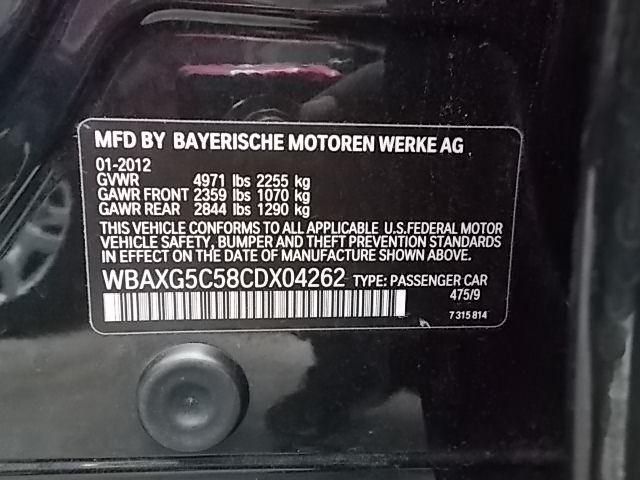 MFD BY BAYERISCHE MOTOREN WERKE AG
01-2012
GVWR 4971 lbs 2255 kg
GAWR FRONT 2359 lbs 1070 kg
GAWR REAR 2844 lbs 1290 kg
THIS VEHICLE CONFORMS TO ALL APPLICABLE U.S.FEDERAL MOTOR
VEHICLE SAFETY, BUMPER AND THEFT PREVENTION STANDARDS
IN EFFECT ON THE DATE OF MANUFACTURE SHOWN ABOVE.
WBAXG5C58CDX04262 TYPE: PASSENGER CAR
475/9
7 315 814